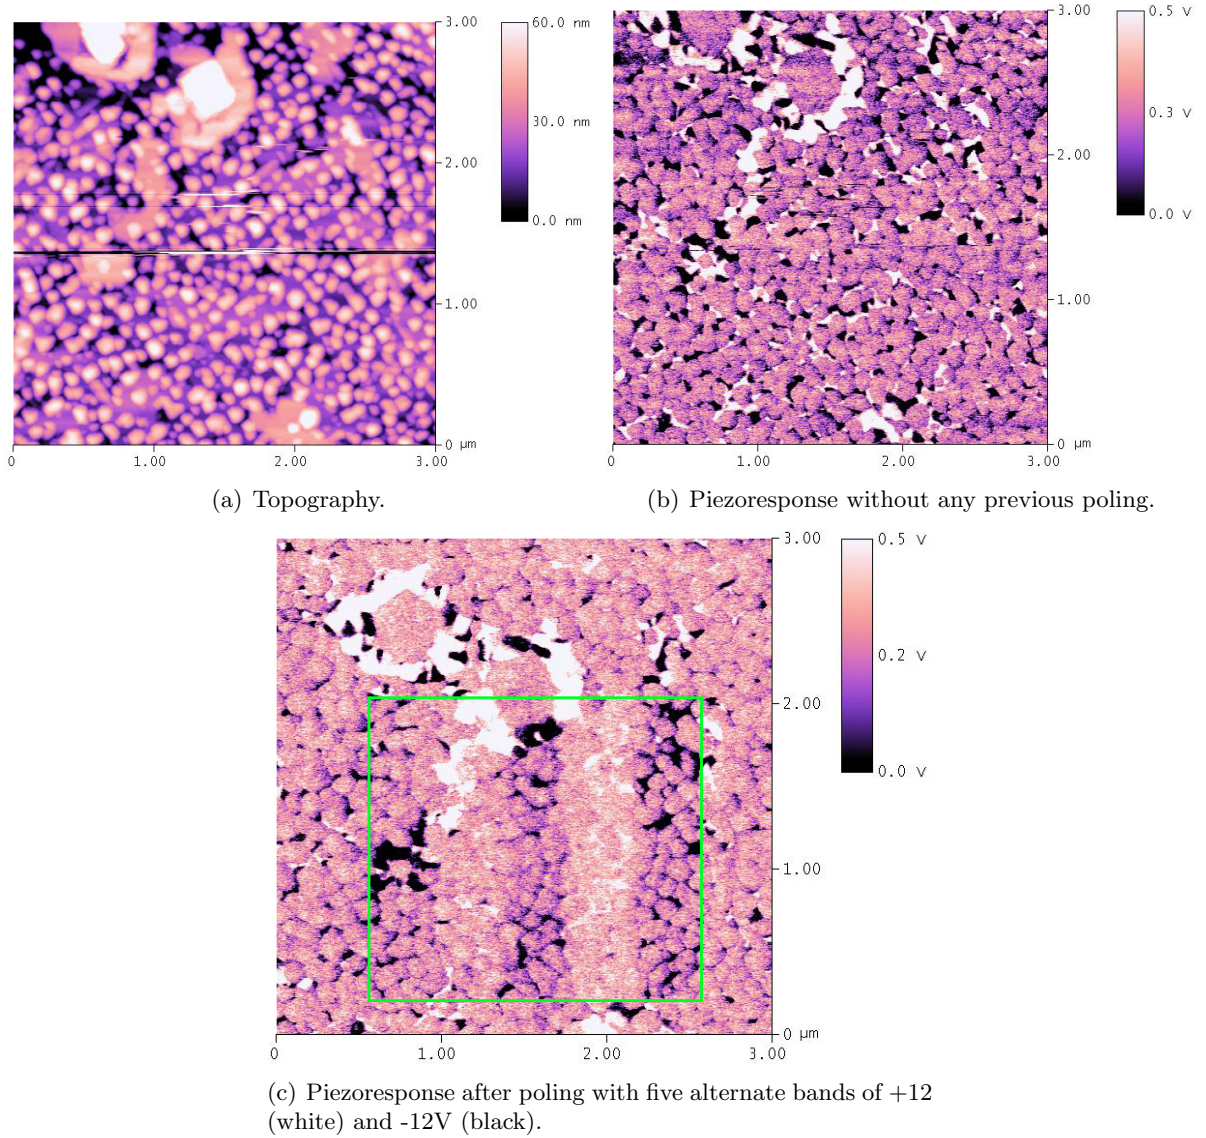 3.00
60.0 nm
30.0 nm
2.00
0.0 nm
1.00
0 µm
0
1.00
2.00
3.00
(a) Topography.
3.00
0.5 V
0.3 V
2.00
0.0 V
1.00
0 µm
0
1.00
2.00
3.00
(b) Piezoresponse without any previous poling.
3.00
0.5 V
0.2 V
2.00
0.0 V
1.00
0 µm
0
1.00
2.00
3.00
(c) Piezoresponse after poling with five alternate bands of +12
(white) and -12V (black).